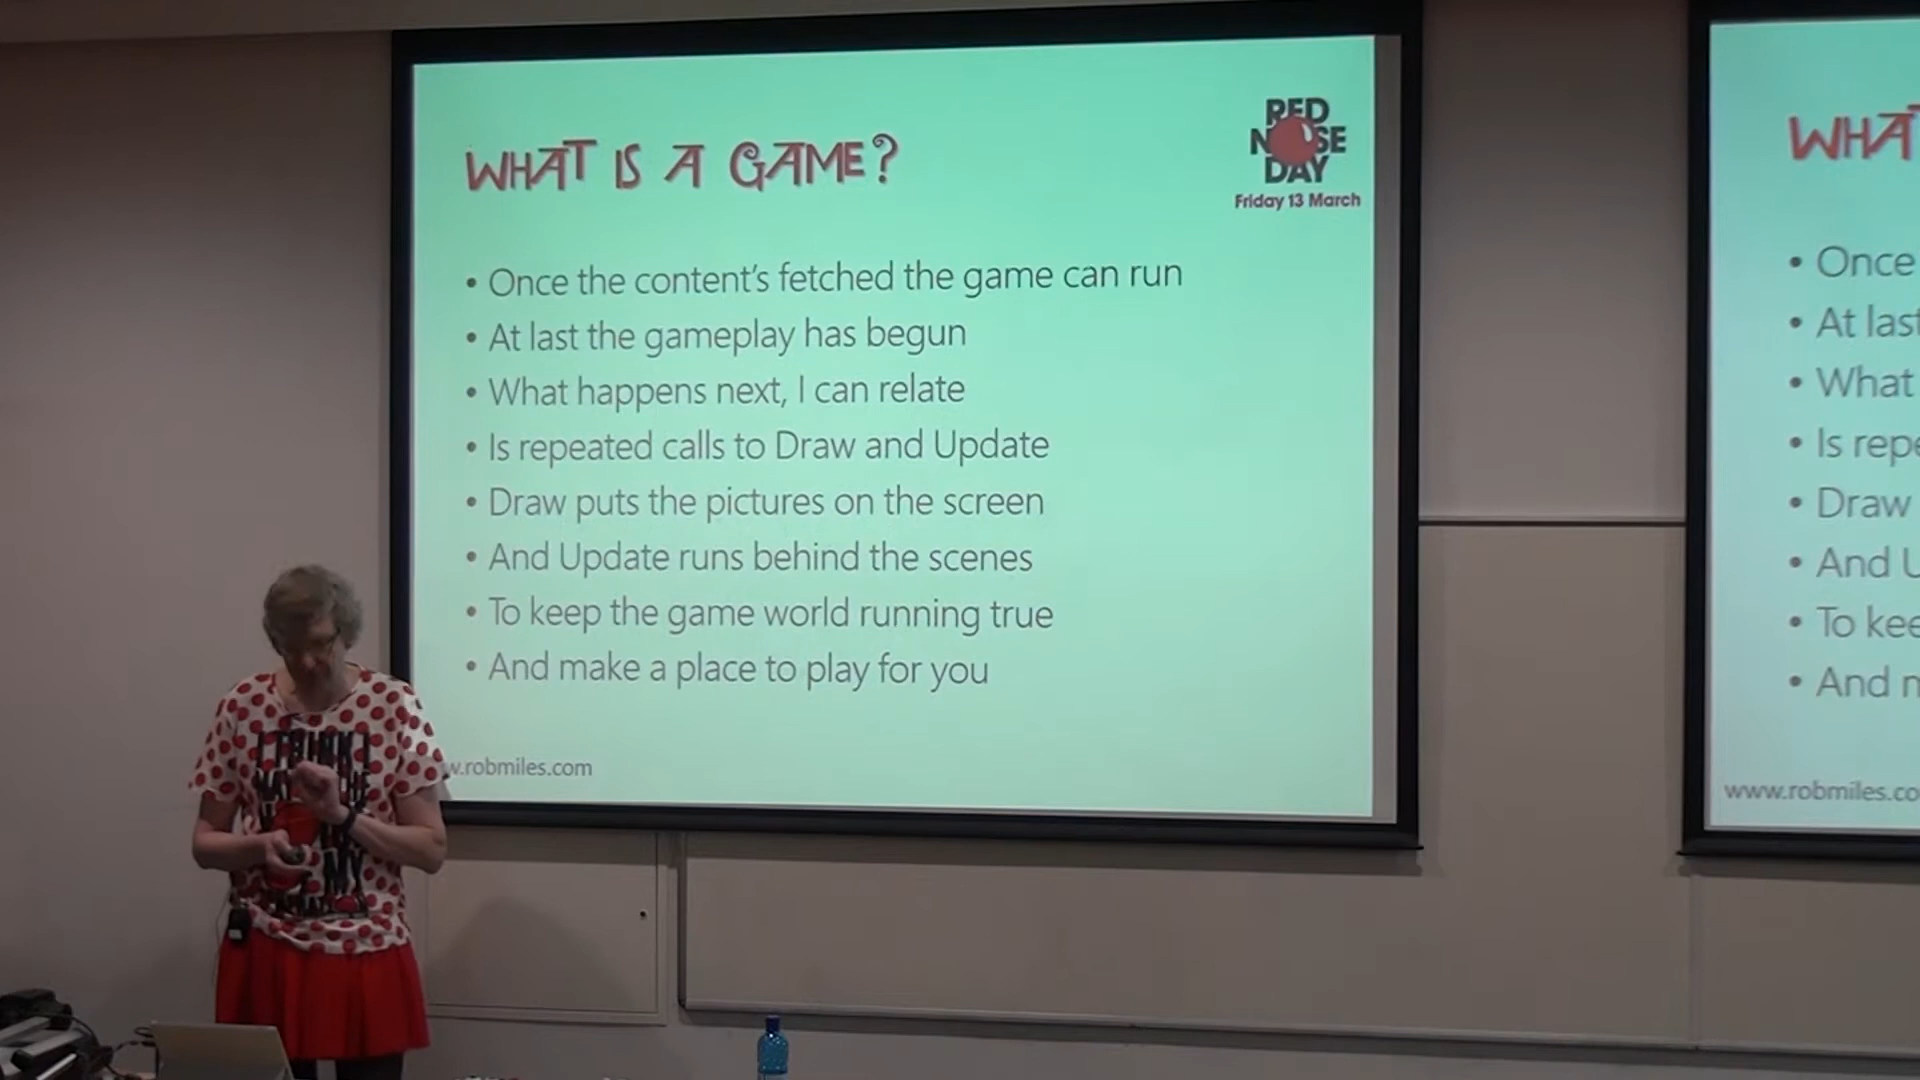 WHAT IS A GAME?
RED
NOSE
DAY
Friday 13 March
• Once the content's fetched the game can run
• At last the gameplay has begun
• What happens next, I can relate
• Is repeated calls to Draw and Update
• Draw puts the pictures on the screen
• And Update runs behind the scenes
• To keep the game world running true
• And make a place to play for you
w.robmiles.com
WHA
• Once
• At last
• What
• Is repe
• Draw
• And U
• To kee
• And m
www.robmiles.co
I THINK I
MY